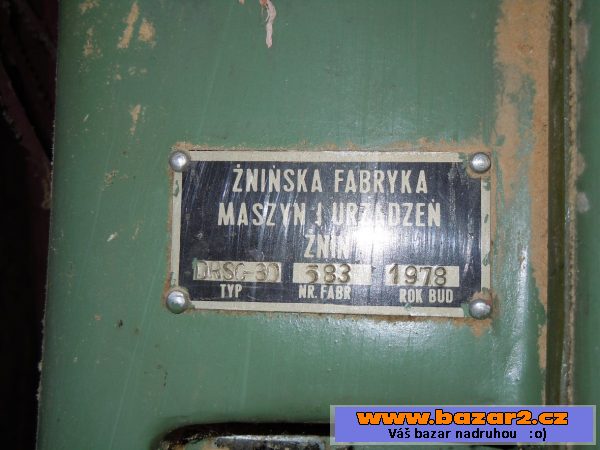 ŻNIŃSKA FABRYKA
MASZYN I URZĄDZEŃ
ŻNIN
DHSG-80 583 1978
TYP NR. FABR ROK BUD
www.bazar2.cz
Váš bazar nadruhou :o)